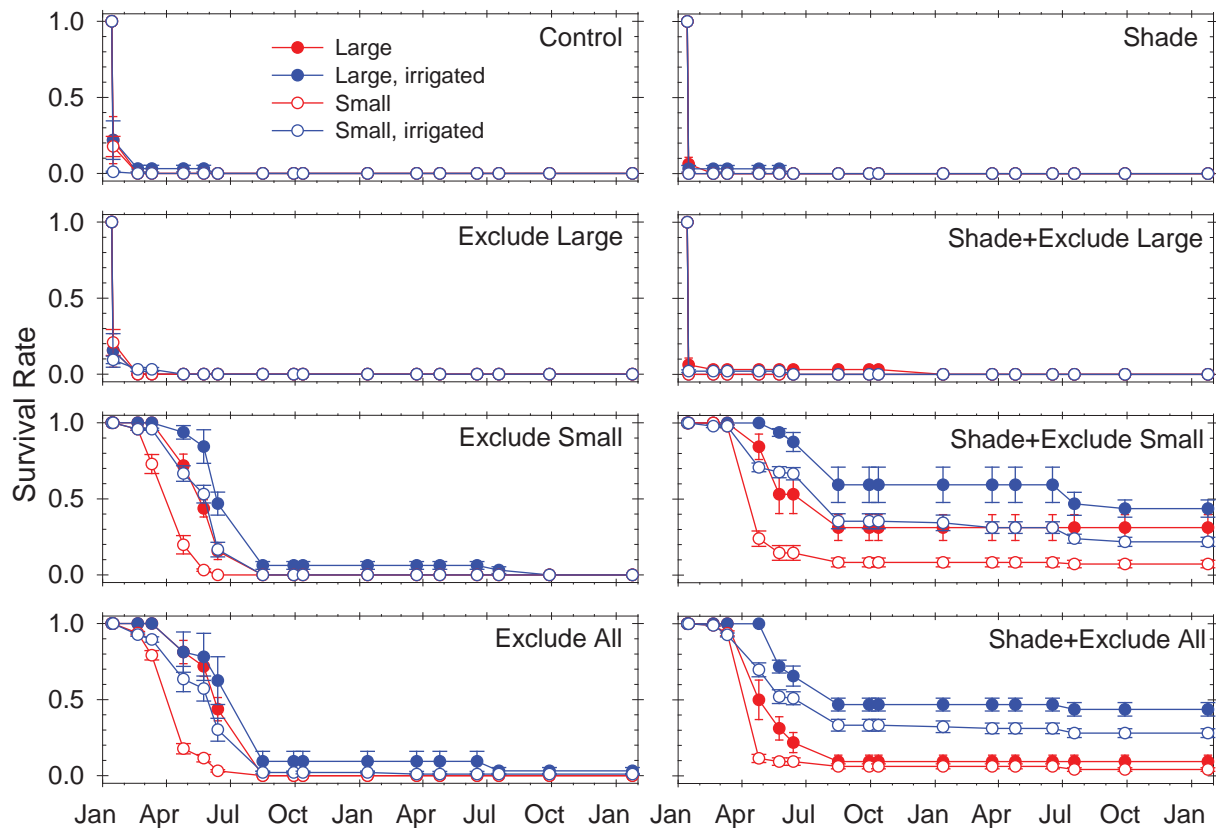 Survival Rate
1.0
0.5
0.0
Control
Large
Large, irrigated
Small
Small, irrigated
Shade
1.0
0.5
0.0
Exclude Large
Shade+Exclude Large
1.0
0.5
0.0
Exclude Small
Shade+Exclude Small
1.0
0.5
0.0
Exclude All
Shade+Exclude All
Jan Apr Jul Oct Jan Apr Jul Oct Jan
Jan Apr Jul Oct Jan Apr Jul Oct Jan